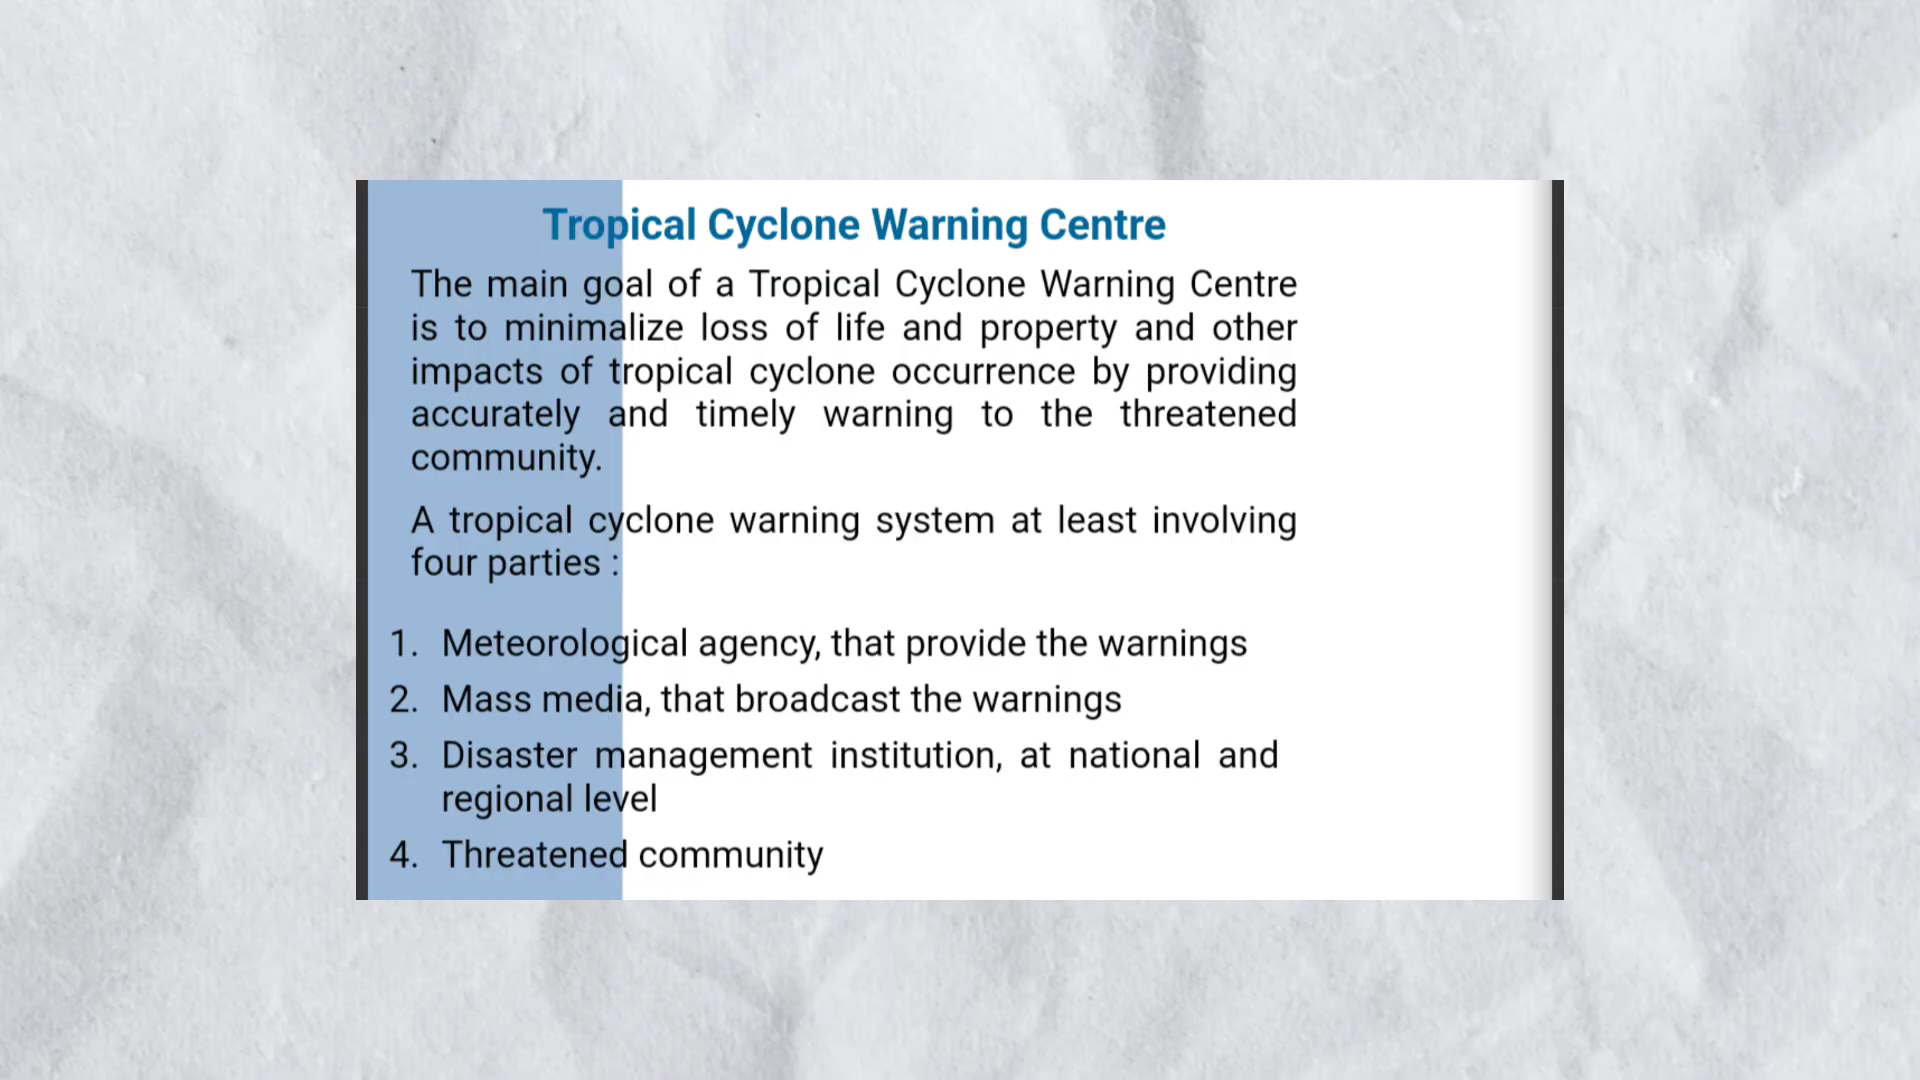 Tropical Cyclone Warning Centre
The main goal of a Tropical Cyclone Warning Centre
is to minimalize loss of life and property and other
impacts of tropical cyclone occurrence by providing
accurately and timely warning to the threatened
community.
A tropical cyclone warning system at least involving
four parties :
1. Meteorological agency, that provide the warnings
2. Mass media, that broadcast the warnings
3. Disaster management institution, at national and
regional level
4. Threatened community